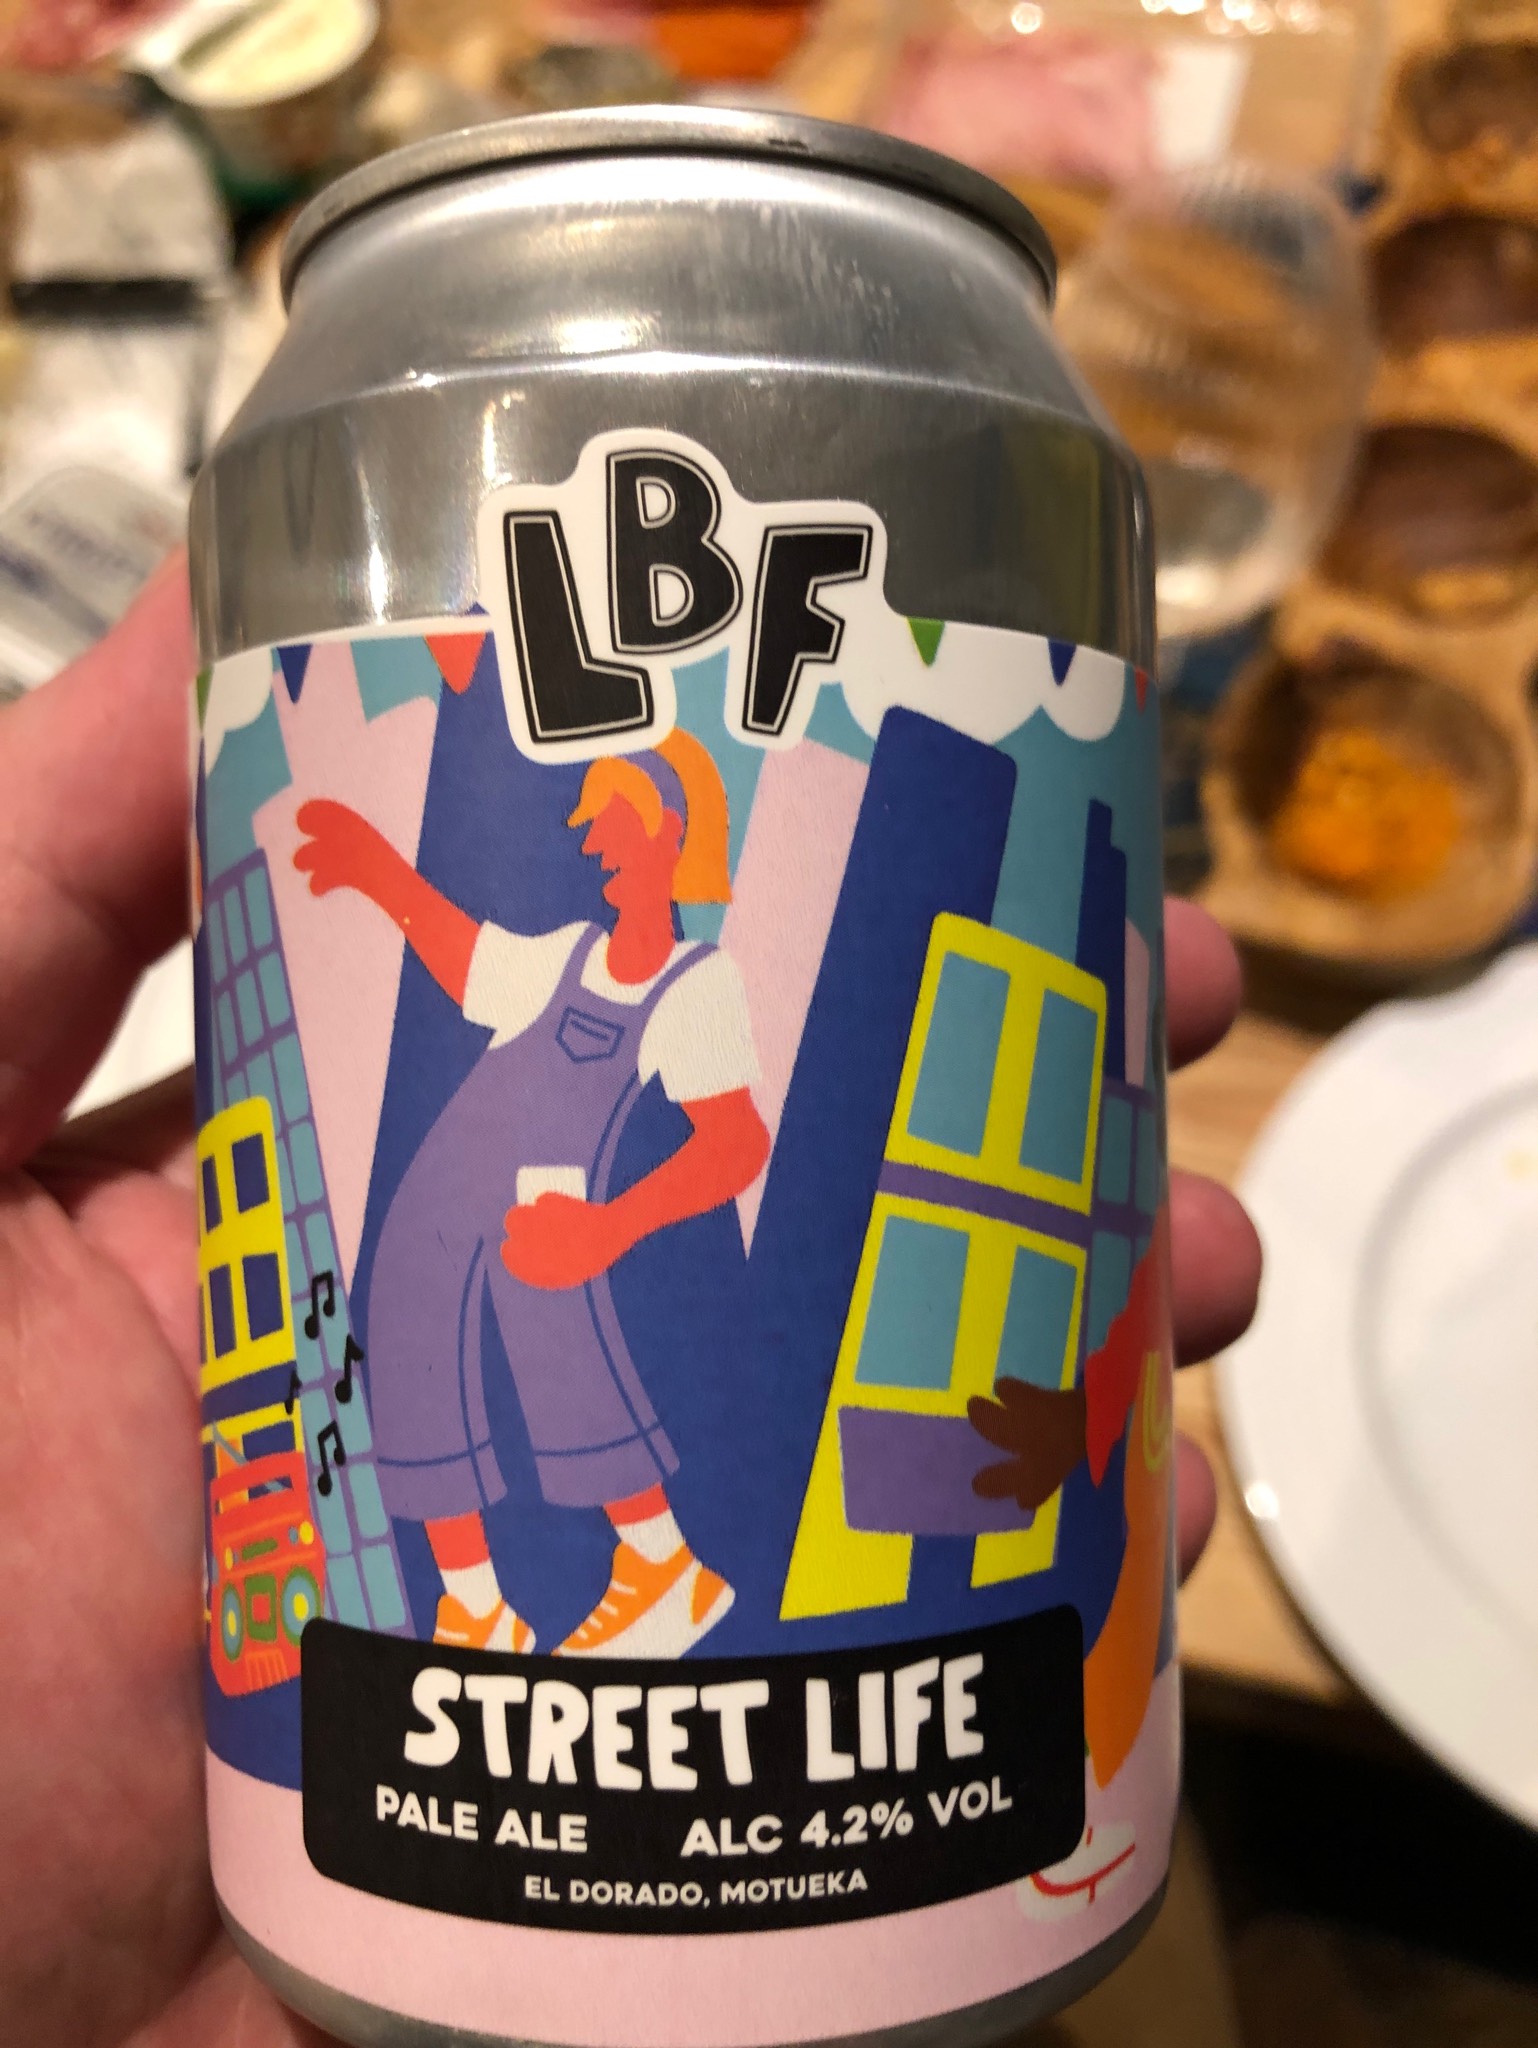 LBF
STREET LIFE
PALE ALE ALC 4.2% VOL
EL DORADO, MOTUEKA